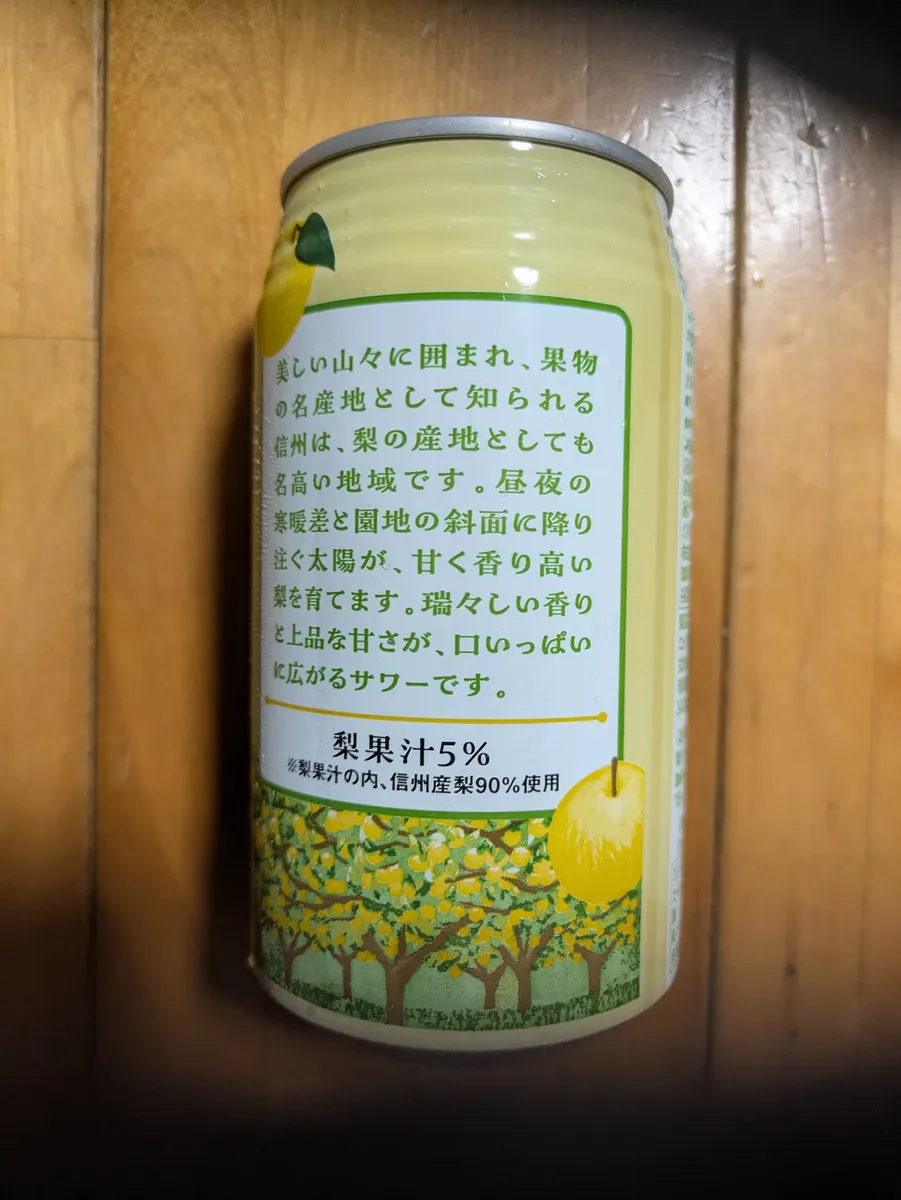 美しい山々に囲まれ、果物
の名産地として知られる
信州は、梨の産地としても
名高い地域です。昼夜の
寒暖差と園地の斜面に降り
注ぐ太陽が、甘く香り高い
梨を育てます。瑞々しい香り
と上品な甘さが、口いっぱい
に広がるサワーです。
梨果汁5%
※梨果汁の内、信州産梨90%使用